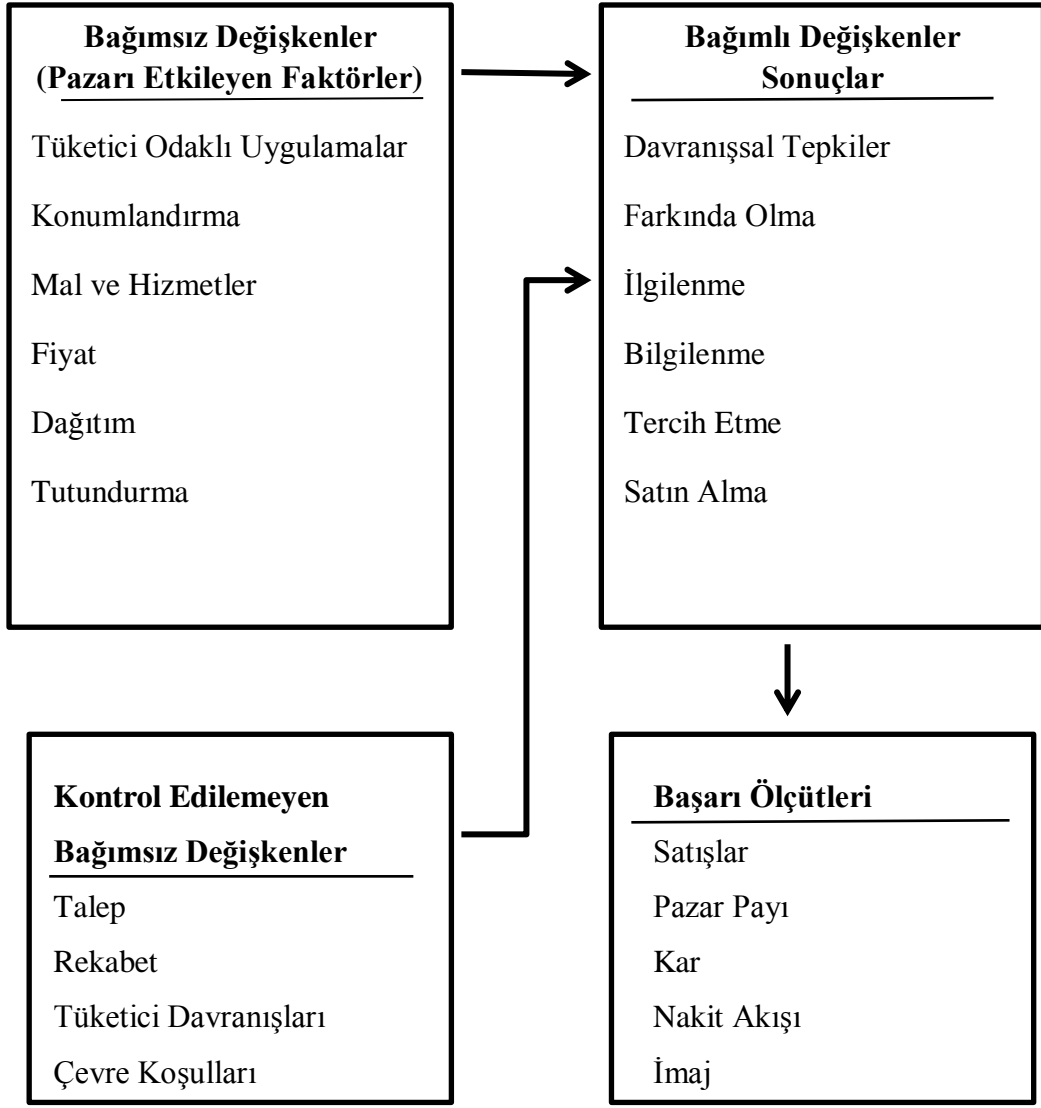 Bağımsız Değişkenler
(Pazarı Etkileyen Faktörler)
Tüketici Odaklı Uygulamalar
Konumlandırma
Mal ve Hizmetler
Fiyat
Dağıtım
Tutundurma
Bağımlı Değişkenler
Sonuçlar
Davranışsal Tepkiler
Farkında Olma
İlgilenme
Bilgilenme
Tercih Etme
Satın Alma
Kontrol Edilemeyen
Bağımsız Değişkenler
Talep
Rekabet
Tüketici Davranışları
Çevre Koşulları
Başarı Ölçütleri
Satışlar
Pazar Payı
Kar
Nakit Akışı
İmaj